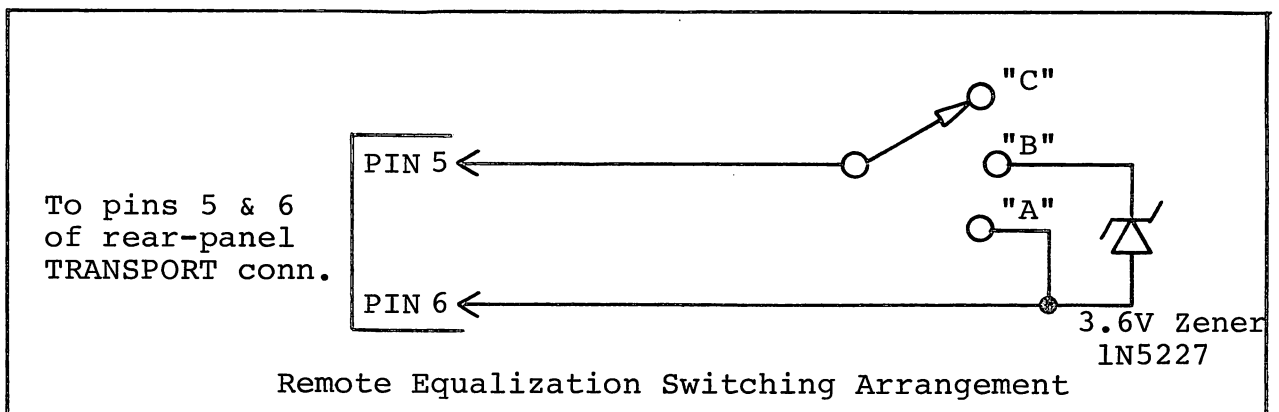 "C"
PIN 5
"B"
To pins 5 & 6
of rear-panel
TRANSPORT conn.
"A"
PIN 6
3.6V Zener
1N5227
Remote Equalization Switching Arrangement